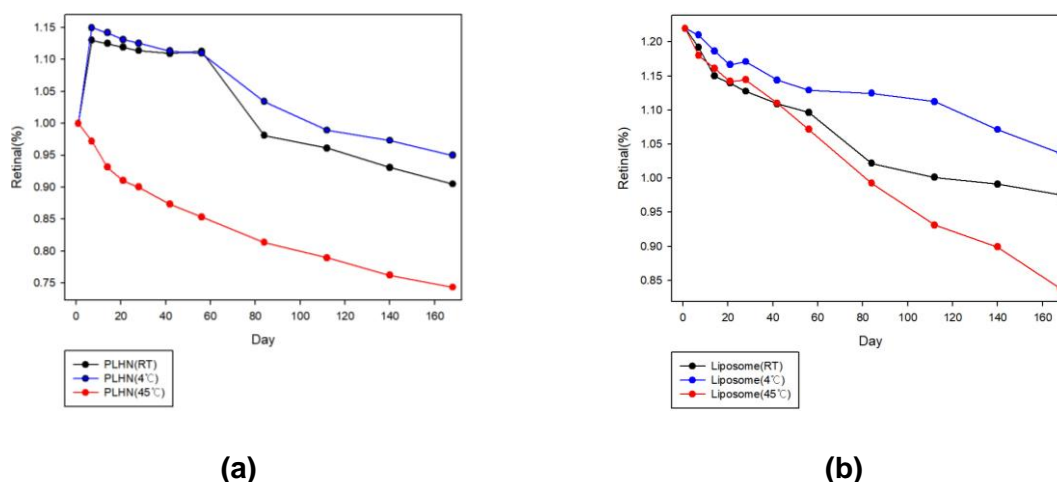 1.15
1.10
1.05
1.00
0.95
0.90
0.85
0.80
0.75
Retinal(%)
0 20 40 60 80 100 120 140 160
Day
PLHN(RT)
PLHN(4℃)
PLHN(45℃)
(a)
1.20
1.15
1.10
1.05
1.00
0.95
0.90
0.85
Retinal(%)
0 20 40 60 80 100 120 140 160
Day
Liposome(RT)
Liposome(4℃)
Liposome(45℃)
(b)